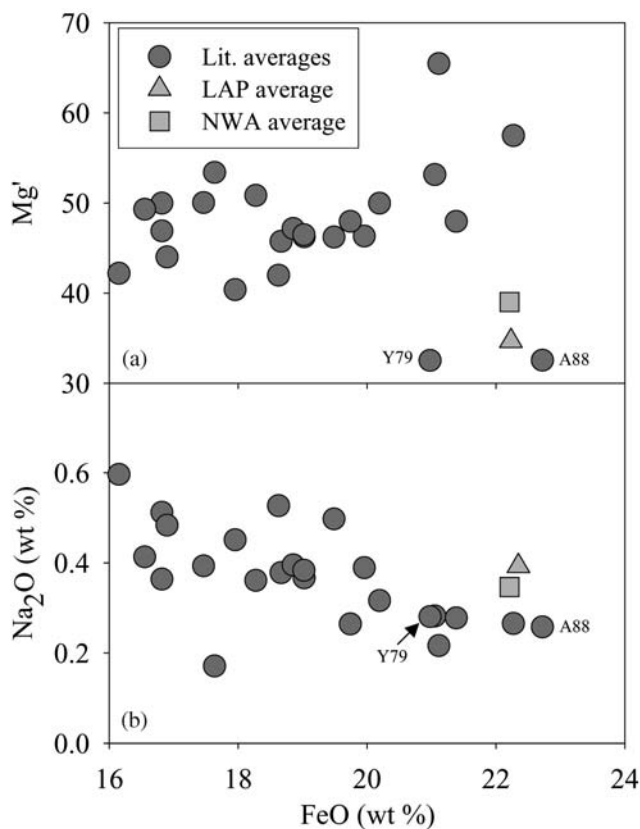 70
Lit. averages
LAP average
NWA average
60
50
Mg'
40
Y79
A88
(a)
30
0.6
0.4
Na2O (wt %)
A88
0.2
Y79
(b)
0.0
16 18 20 22 24
FeO (wt %)